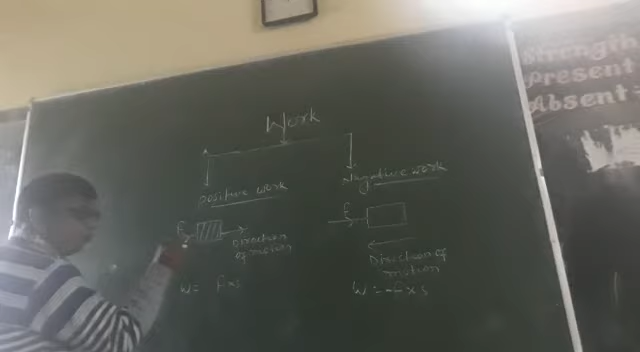 Work
positive work
Negative work
F
F
Direction
of motion
Direction of
motion
W = F x s
W = -F x s
Strength
Present
Absent -